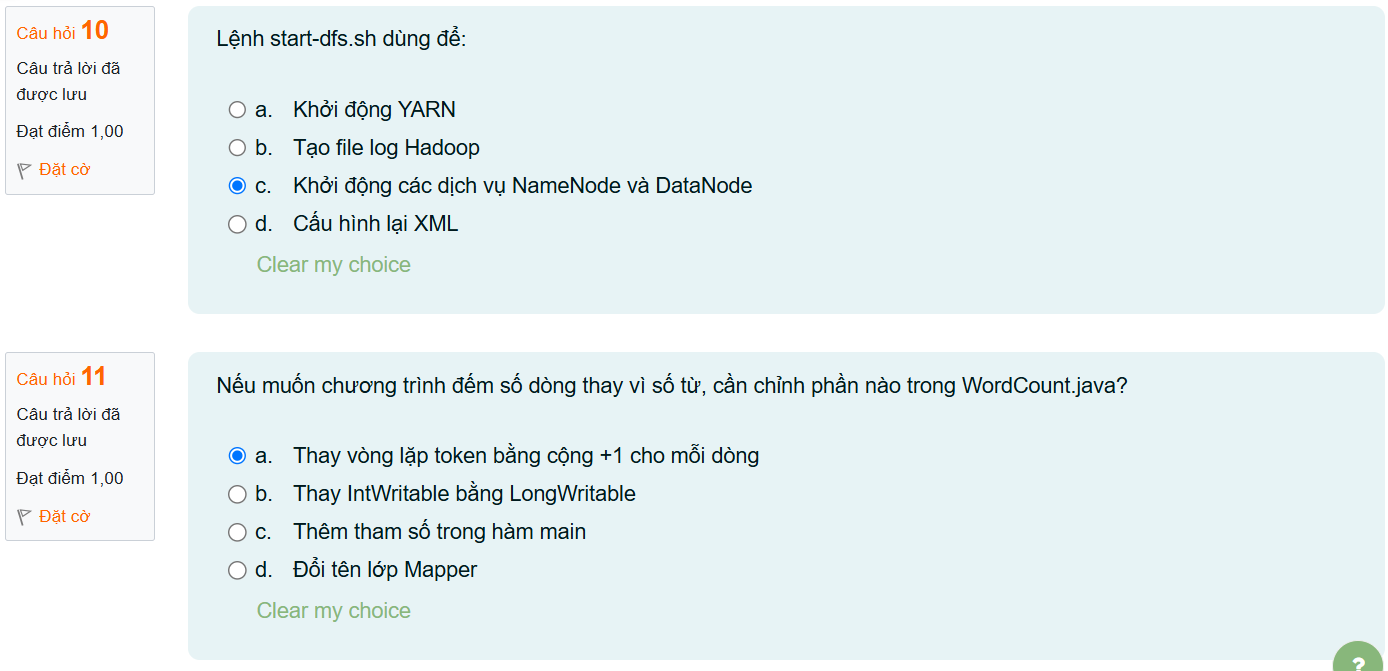 Câu hỏi 10
Câu trả lời đã
được lưu
Đạt điểm 1,00
Đặt cờ
Lệnh start-dfs.sh dùng để:
a. Khởi động YARN
b. Tạo file log Hadoop
c. Khởi động các dịch vụ NameNode và DataNode
d. Cấu hình lại XML
Clear my choice
Câu hỏi 11
Câu trả lời đã
được lưu
Đạt điểm 1,00
Đặt cờ
Nếu muốn chương trình đếm số dòng thay vì số từ, cần chỉnh phần nào trong WordCount.java?
a. Thay vòng lặp token bằng cộng +1 cho mỗi dòng
b. Thay IntWritable bằng LongWritable
c. Thêm tham số trong hàm main
d. Đổi tên lớp Mapper
Clear my choice
?